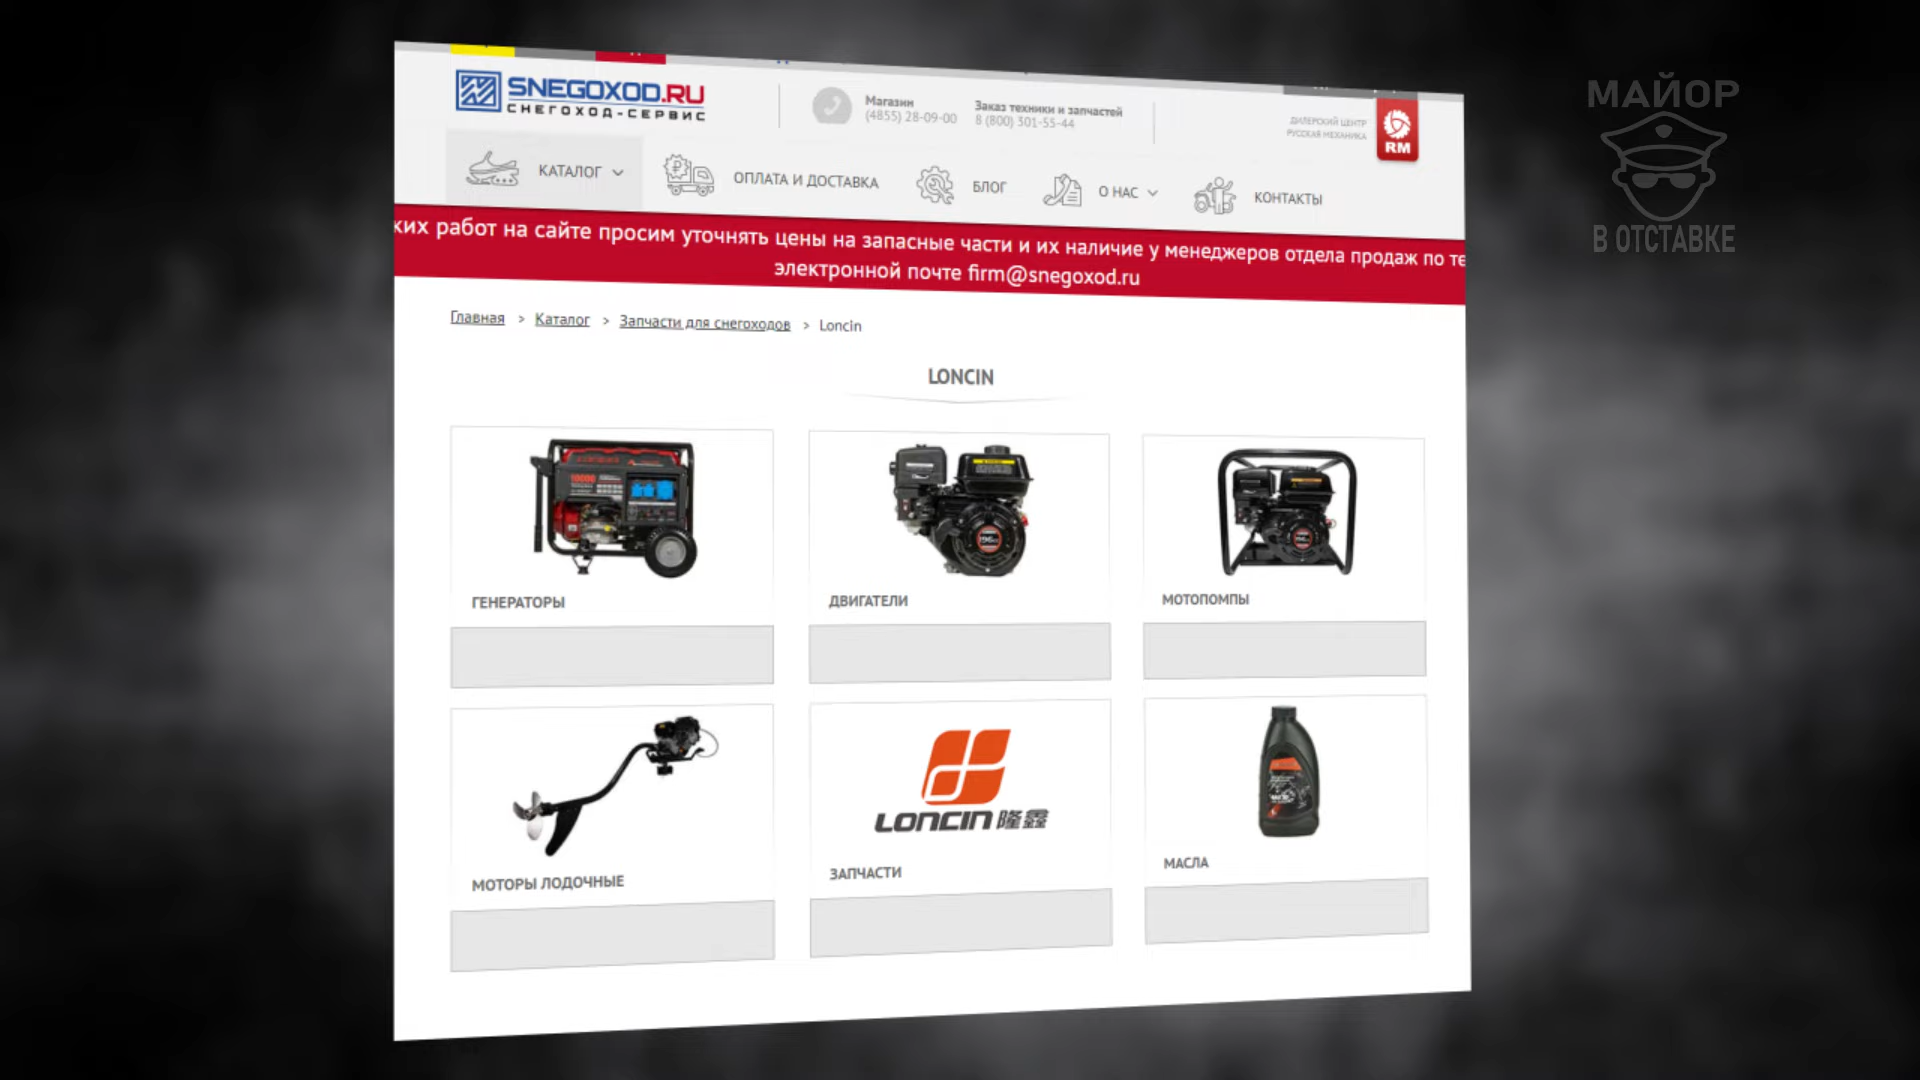 МАЙОР
В ОТСТАВКЕ
SNEGOXOD.RU
СНЕГОХОД-СЕРВИС
Магазин
(4855) 28-09-00
Заказ техники и запчастей
8 (800) 301-55-44
ДИЛЕРСКИЙ ЦЕНТР
РУССКАЯ МЕХАНИКА
RM
КАТАЛОГ
ОПЛАТА И ДОСТАВКА
БЛОГ
О НАС
КОНТАКТЫ
ких работ на сайте просим уточнять цены на запасные части и их наличие у менеджеров отдела продаж по те
электронной почте firm@snegoxod.ru
Главная > Каталог > Запчасти для снегоходов > Loncin
LONCIN
10000
ГЕНЕРАТОРЫ
ДВИГАТЕЛИ
МОТОПОМПЫ
LONCIN 隆鑫
МОТОРЫ ЛОДОЧНЫЕ
ЗАПЧАСТИ
МАСЛА